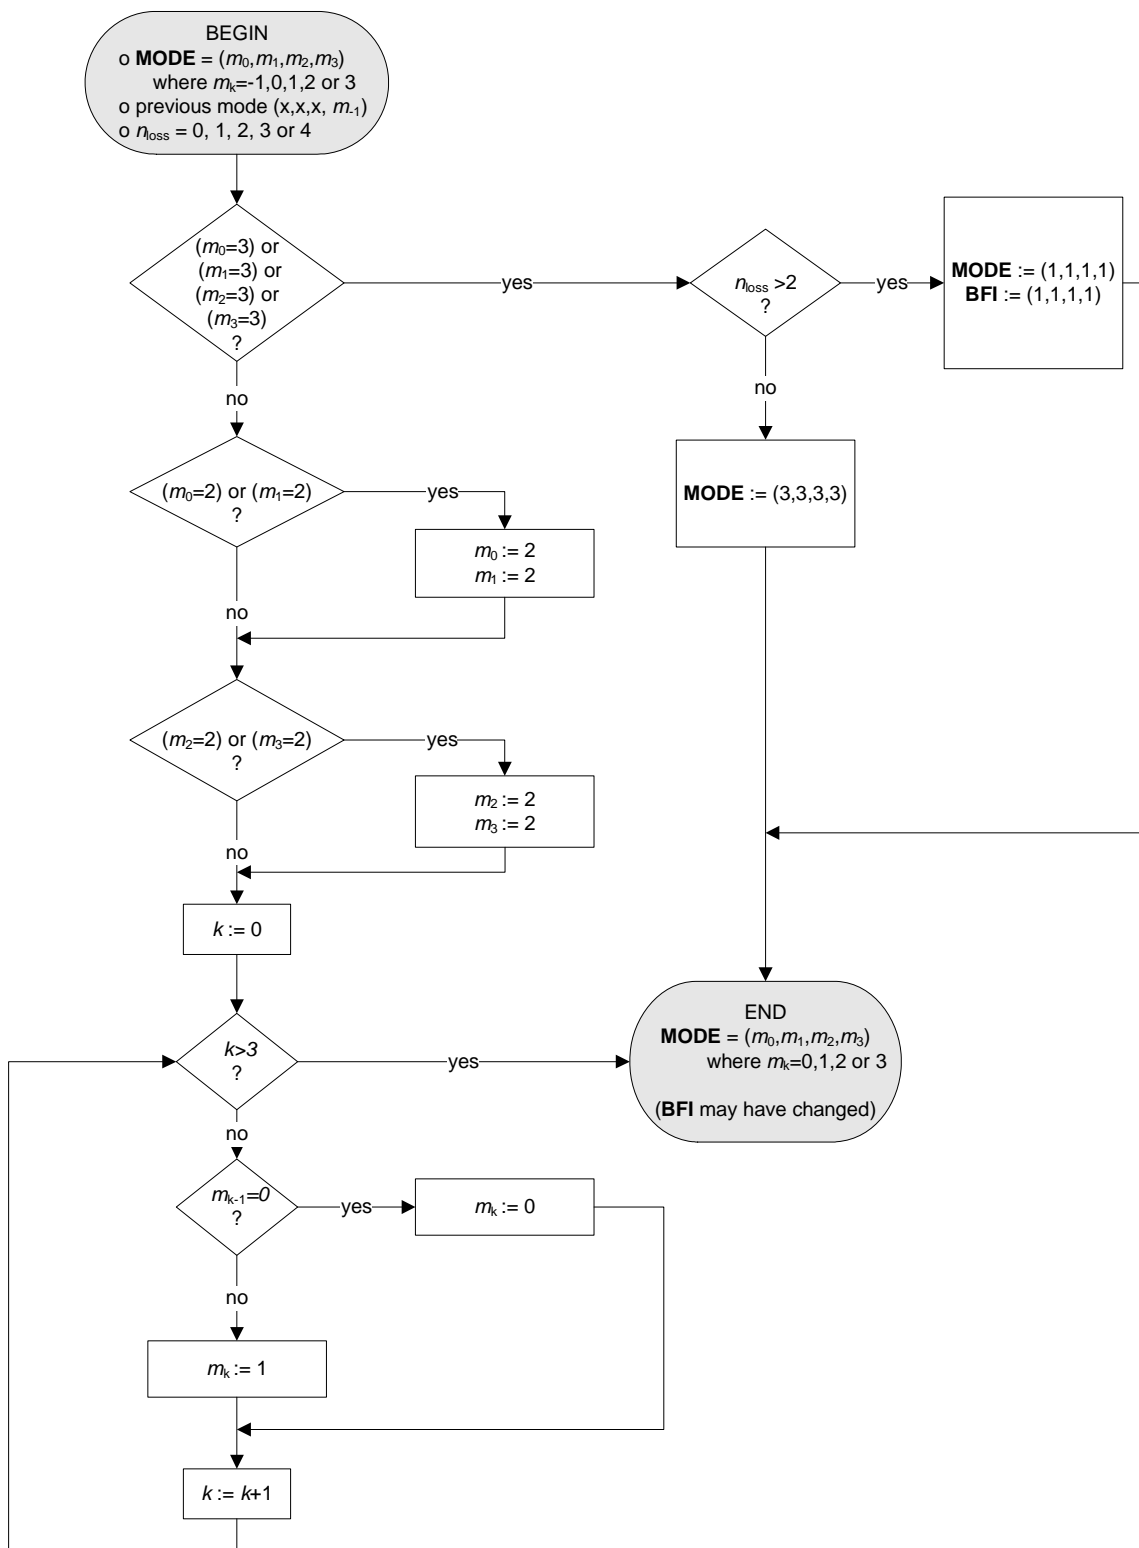 BEGIN
o MODE = (m0,m1,m2,m3)
where mk=-1,0,1,2 or 3
o previous mode (x,x,x, m-1)
o nloss = 0, 1, 2, 3 or 4
(m0=3) or
(m1=3) or
(m2=3) or
(m3=3)
?
yes
nloss >2
?
yes
MODE := (1,1,1,1)
BFI := (1,1,1,1)
no
no
MODE := (3,3,3,3)
(m0=2) or (m1=2)
?
yes
m0 := 2
m1 := 2
no
(m2=2) or (m3=2)
?
yes
m2 := 2
m3 := 2
no
k := 0
k>3
?
yes
END
MODE = (m0,m1,m2,m3)
where mk=0,1,2 or 3
(BFI may have changed)
no
mk-1=0
?
yes
mk := 0
no
mk := 1
k := k+1